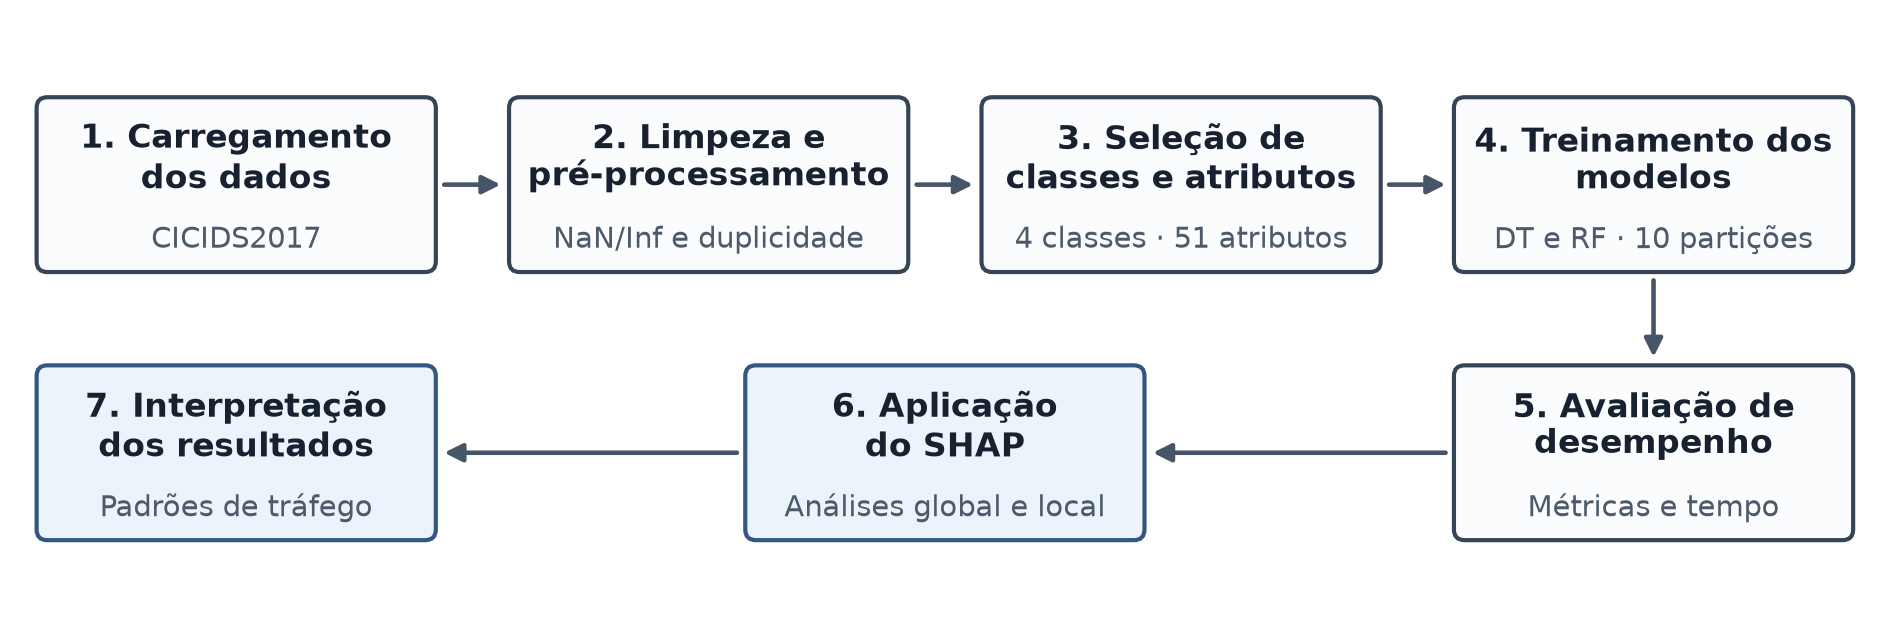 1. Carregamento
dos dados
CICIDS2017
2. Limpeza e
pré-processamento
NaN/Inf e duplicidade
3. Seleção de
classes e atributos
4 classes · 51 atributos
4. Treinamento dos
modelos
DT e RF · 10 partições
5. Avaliação de
desempenho
Métricas e tempo
6. Aplicação
do SHAP
Análises global e local
7. Interpretação
dos resultados
Padrões de tráfego